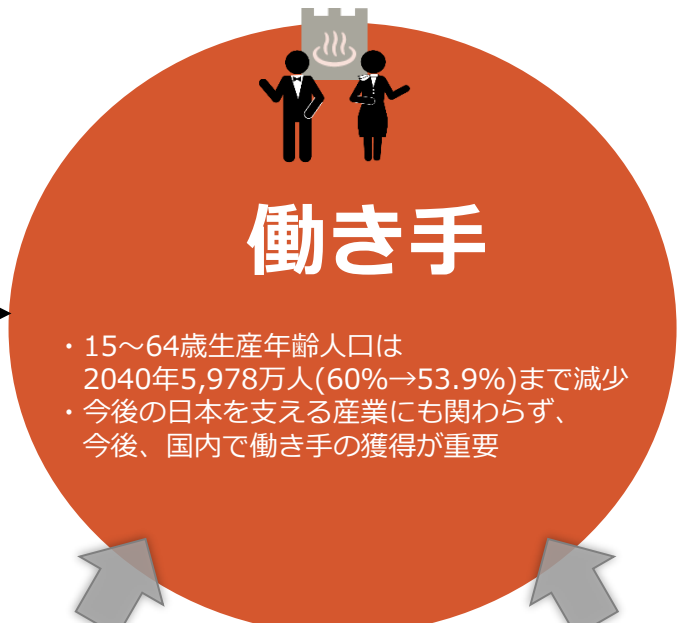 働き手
・15～64歳生産年齢人口は
2040年5,978万人(60%→53.9%)まで減少
・今後の日本を支える産業にも関わらず、
今後、国内で働き手の獲得が重要